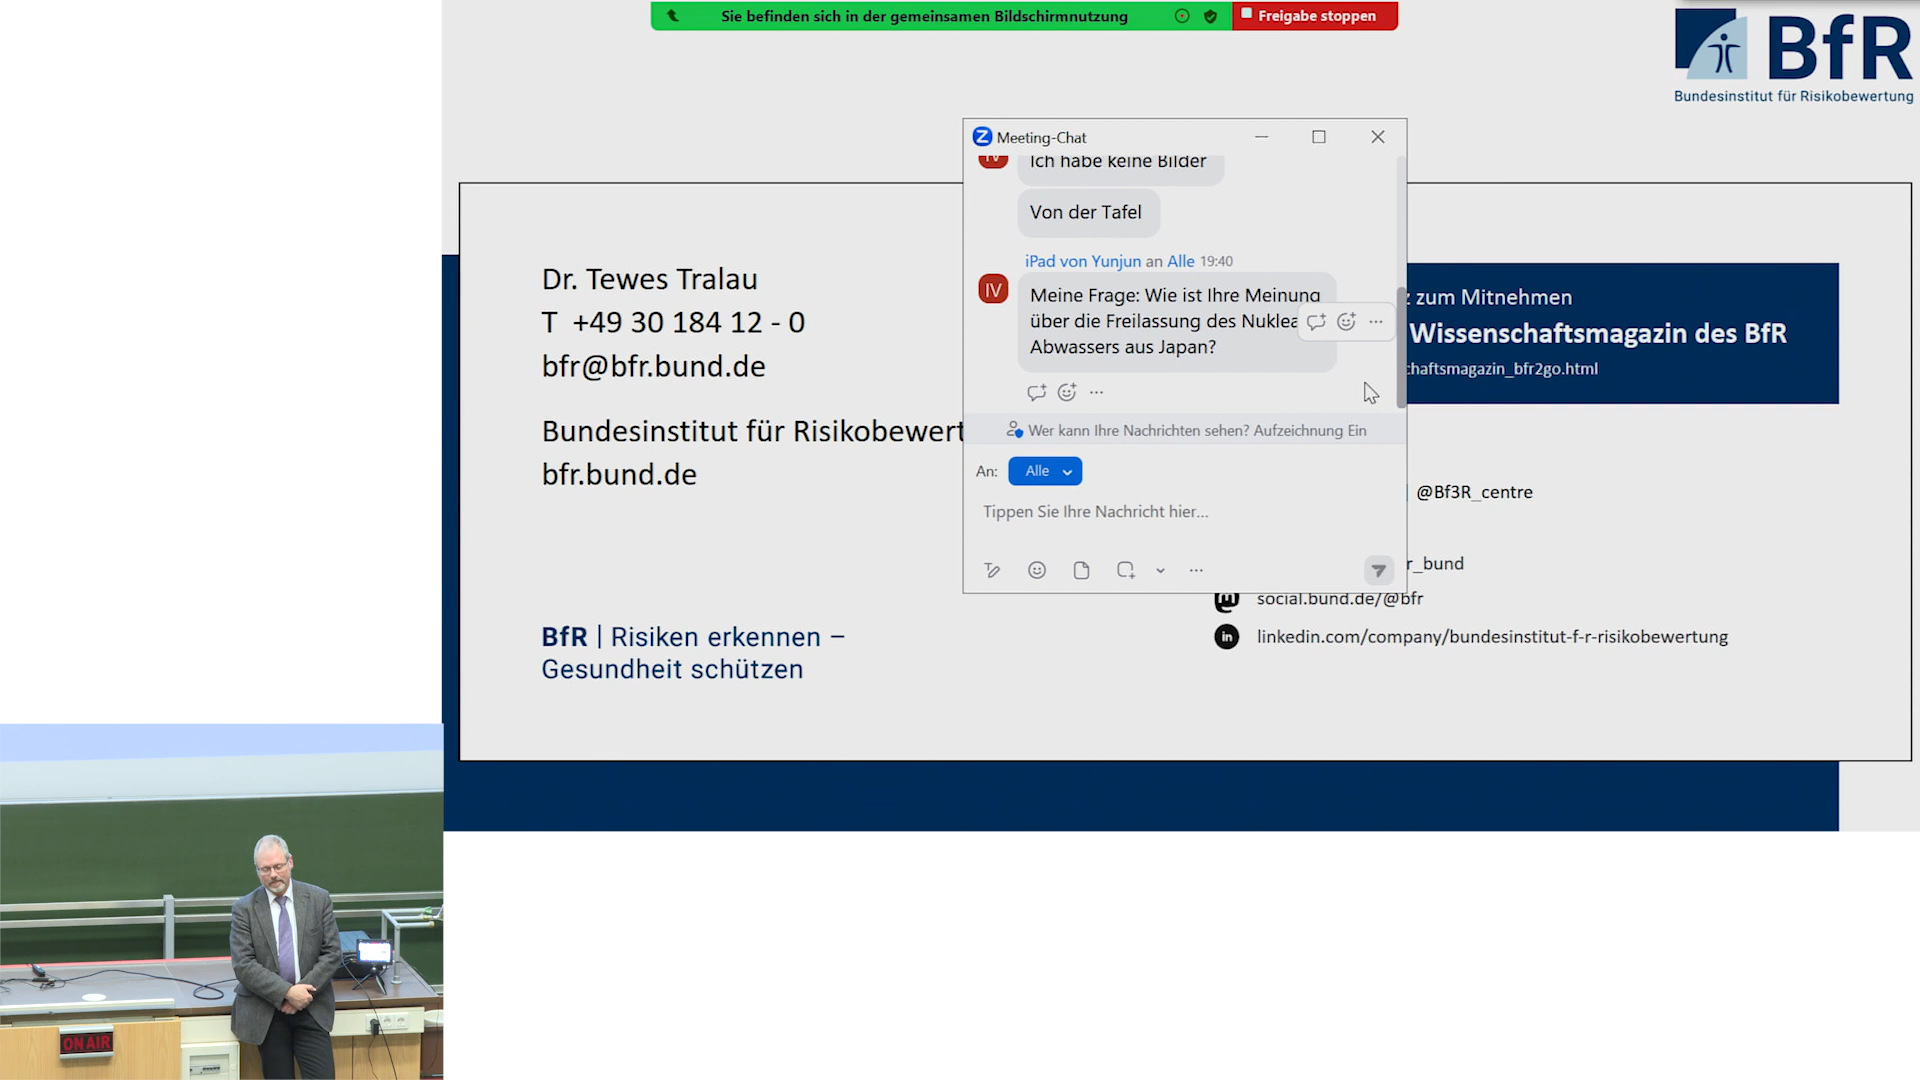 Sie befinden sich in der gemeinsamen Bildschirmnutzung
Freigabe stoppen
BfR
Bundesinstitut für Risikobewertung
Meeting-Chat
IV
Ich habe keine Bilder
Von der Tafel
iPad von Yunjun an Alle 19:40
IV
Meine Frage: Wie ist Ihre Meinung
über die Freilassung des Nuklea
Abwassers aus Japan?
Wer kann Ihre Nachrichten sehen? Aufzeichnung Ein
An: Alle
Tippen Sie Ihre Nachricht hier...
Dr. Tewes Tralau
T +49 30 184 12 - 0
bfr@bfr.bund.de
Bundesinstitut für Risikobewert
bfr.bund.de
BfR | Risiken erkennen –
Gesundheit schützen
z zum Mitnehmen
Wissenschaftsmagazin des BfR
chaftsmagazin_bfr2go.html
@Bf3R_centre
r_bund
social.bund.de/@bfr
in linkedin.com/company/bundesinstitut-f-r-risikobewertung
ON AIR